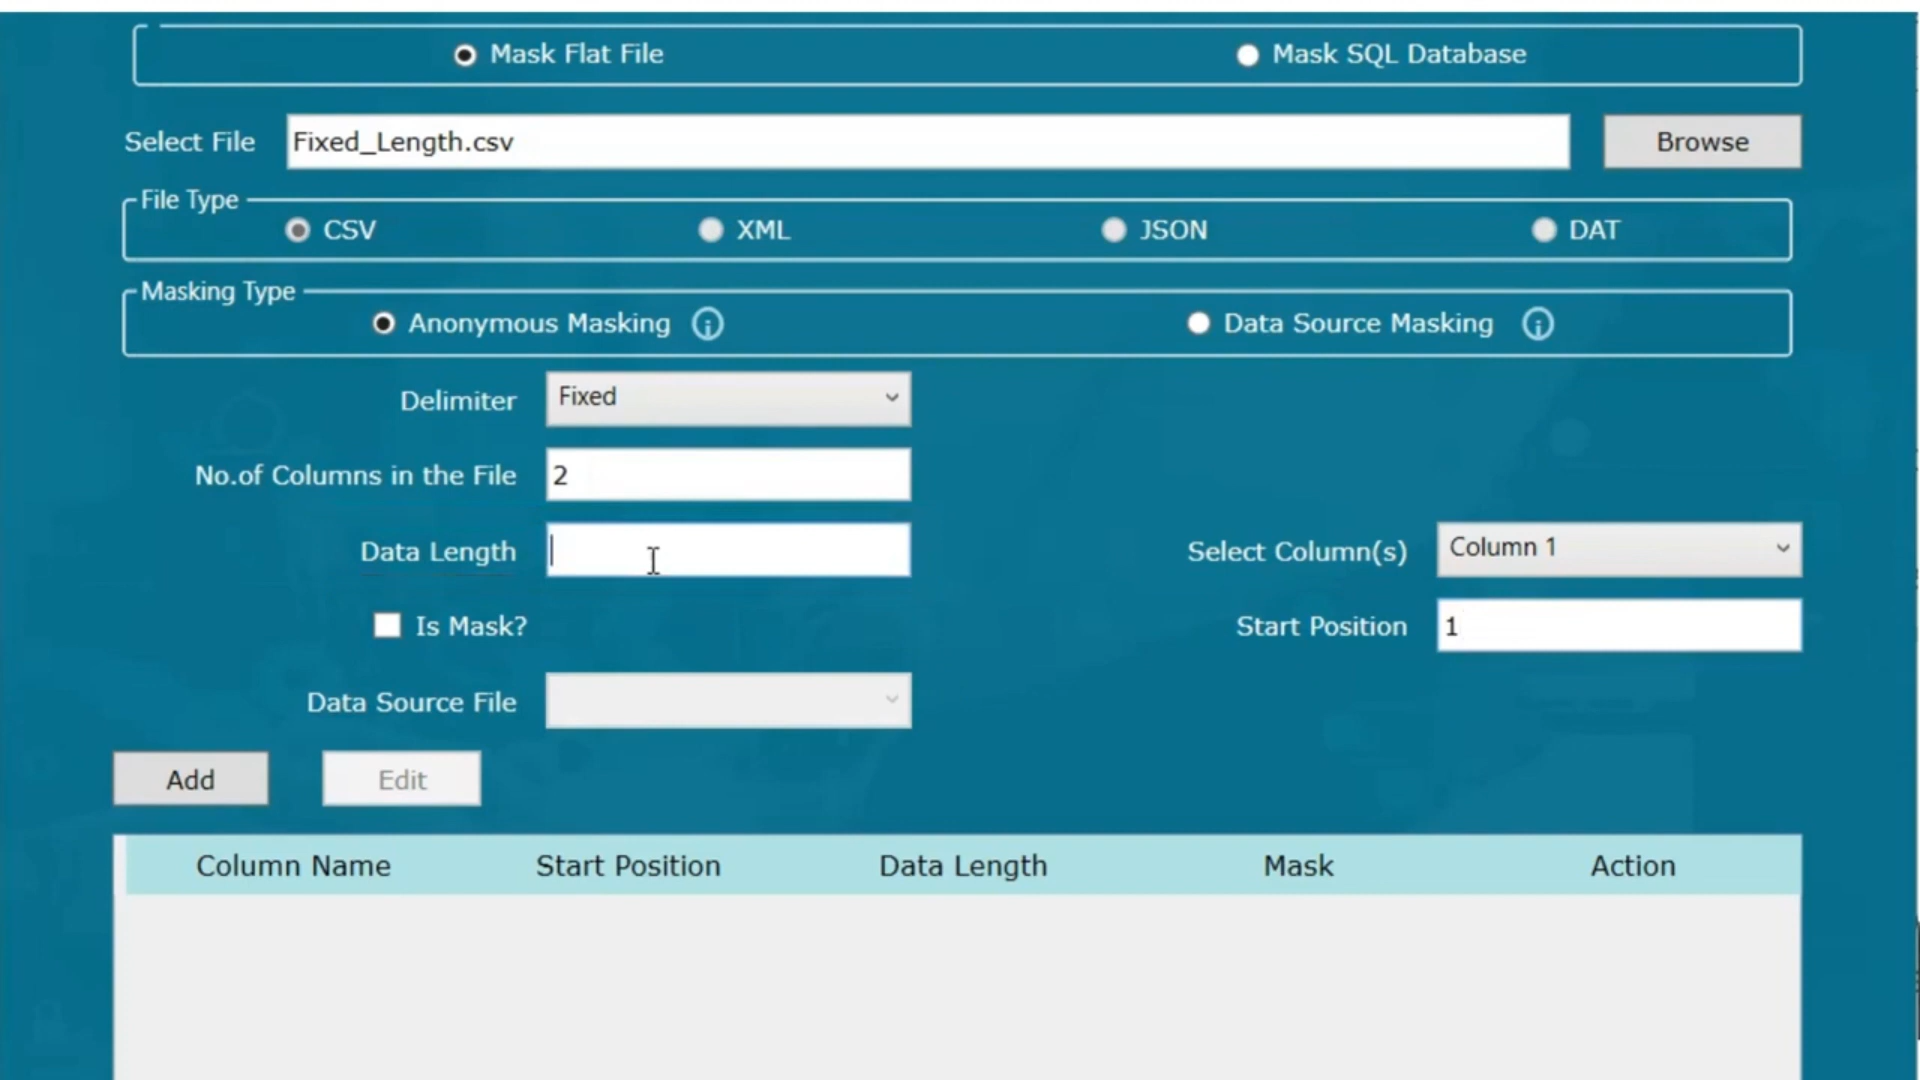 Mask Flat File Mask SQL Database
Select File Fixed_Length.csv Browse
File Type
CSV XML JSON DAT
Masking Type
Anonymous Masking Data Source Masking
Delimiter Fixed
No.of Columns in the File 2
Data Length Select Column(s) Column 1
Is Mask? Start Position 1
Data Source File
Add Edit
Column Name Start Position Data Length Mask Action